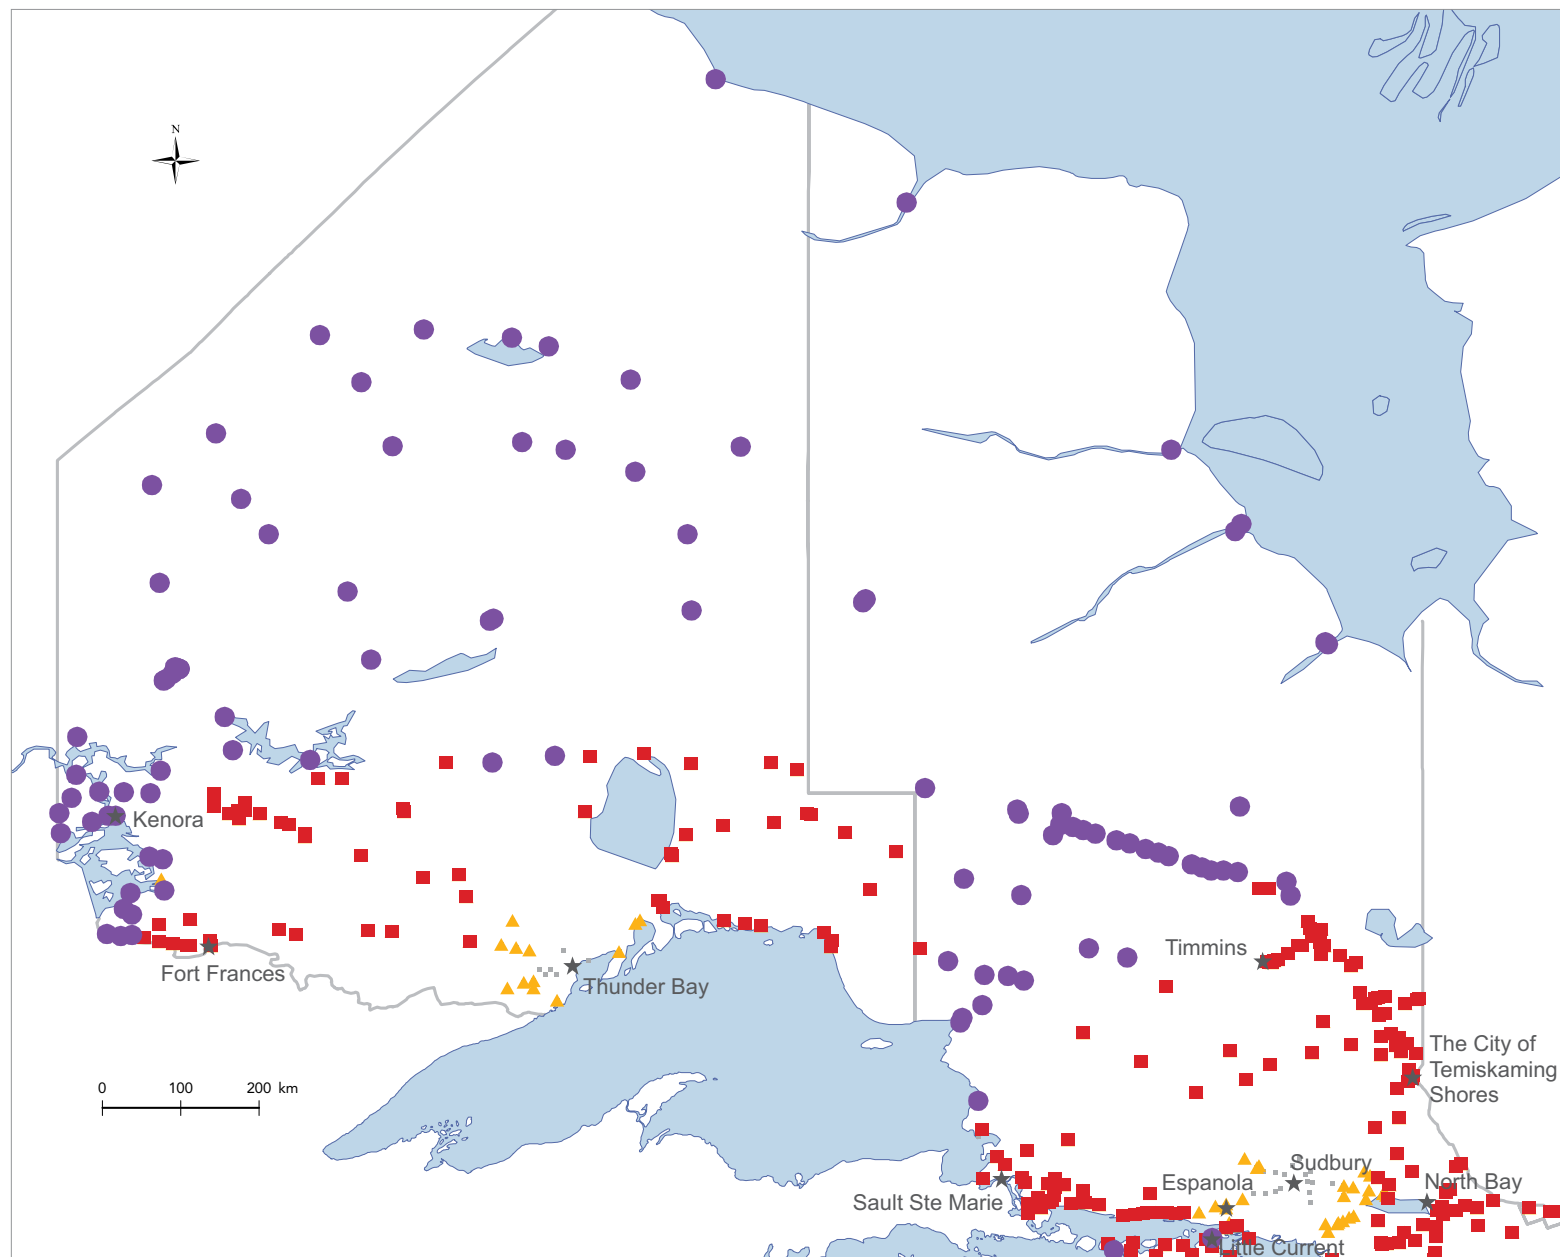 N
Kenora
Timmins
Fort Frances
Thunder Bay
The City of
Temiskaming
Shores
0 100 200 km
Sudbury
Espanola
North Bay
Sault Ste Marie
Little Current